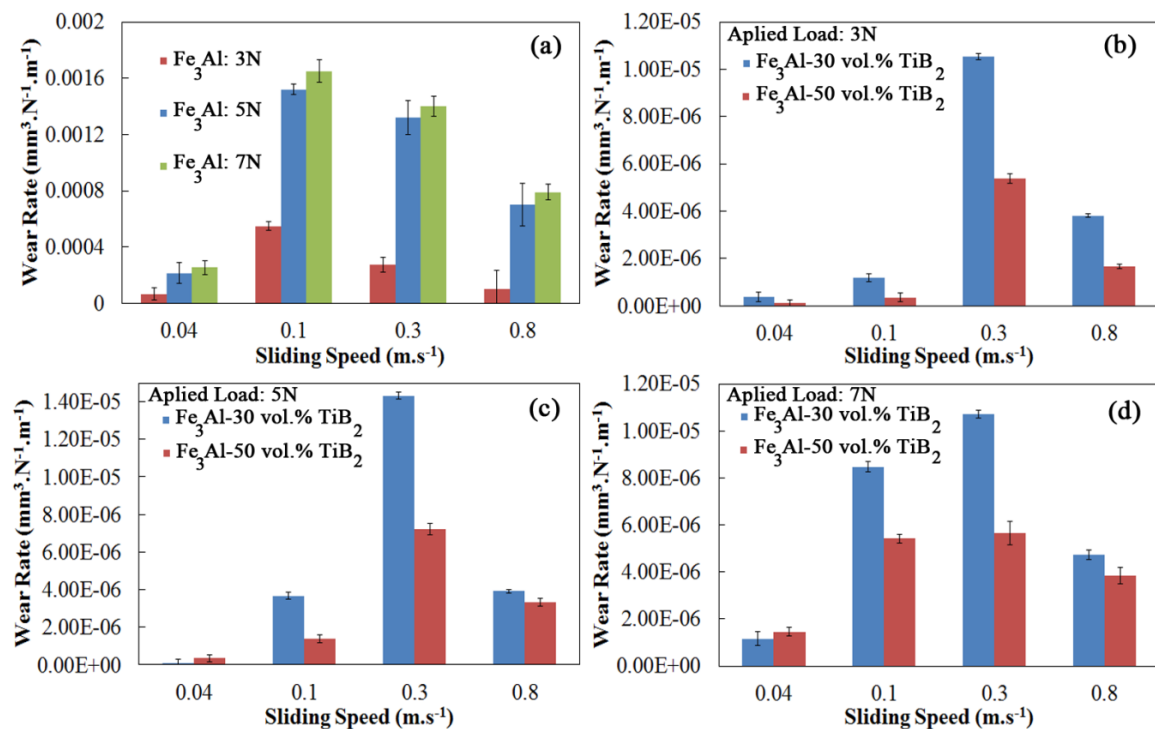 (a)
Wear Rate (mm³.N⁻¹.m⁻¹)
0.002
0.0016
0.0012
0.0008
0.0004
0
Fe₃Al: 3N
Fe₃Al: 5N
Fe₃Al: 7N
0.04 0.1 0.3 0.8
Sliding Speed (m.s⁻¹)
(b)
Wear Rate (mm³.N⁻¹.m⁻¹)
1.20E-05
1.00E-05
8.00E-06
6.00E-06
4.00E-06
2.00E-06
0.00E+00
Aplied Load: 3N
Fe₃Al-30 vol.% TiB₂
Fe₃Al-50 vol.% TiB₂
0.04 0.1 0.3 0.8
Sliding Speed (m.s⁻¹)
(c)
Wear Rate (mm³.N⁻¹.m⁻¹)
1.40E-05
1.20E-05
1.00E-05
8.00E-06
6.00E-06
4.00E-06
2.00E-06
0.00E+00
Aplied Load: 5N
Fe₃Al-30 vol.% TiB₂
Fe₃Al-50 vol.% TiB₂
0.04 0.1 0.3 0.8
Sliding Speed (m.s⁻¹)
(d)
Wear Rate (mm³.N⁻¹.m⁻¹)
1.20E-05
1.00E-05
8.00E-06
6.00E-06
4.00E-06
2.00E-06
0.00E+00
Aplied Load: 7N
Fe₃Al-30 vol.% TiB₂
Fe₃Al-50 vol.% TiB₂
0.04 0.1 0.3 0.8
Sliding Speed (m.s⁻¹)